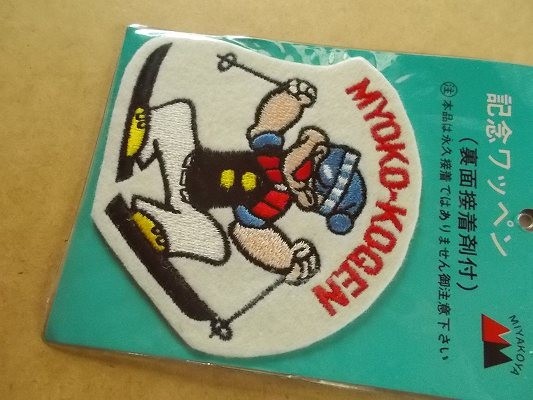 記念ワッペン
(裏面接着剤付)
注 本品は永久接着ではありません御注意下さい
MYOKO-KOGEN
MIYAKOYA